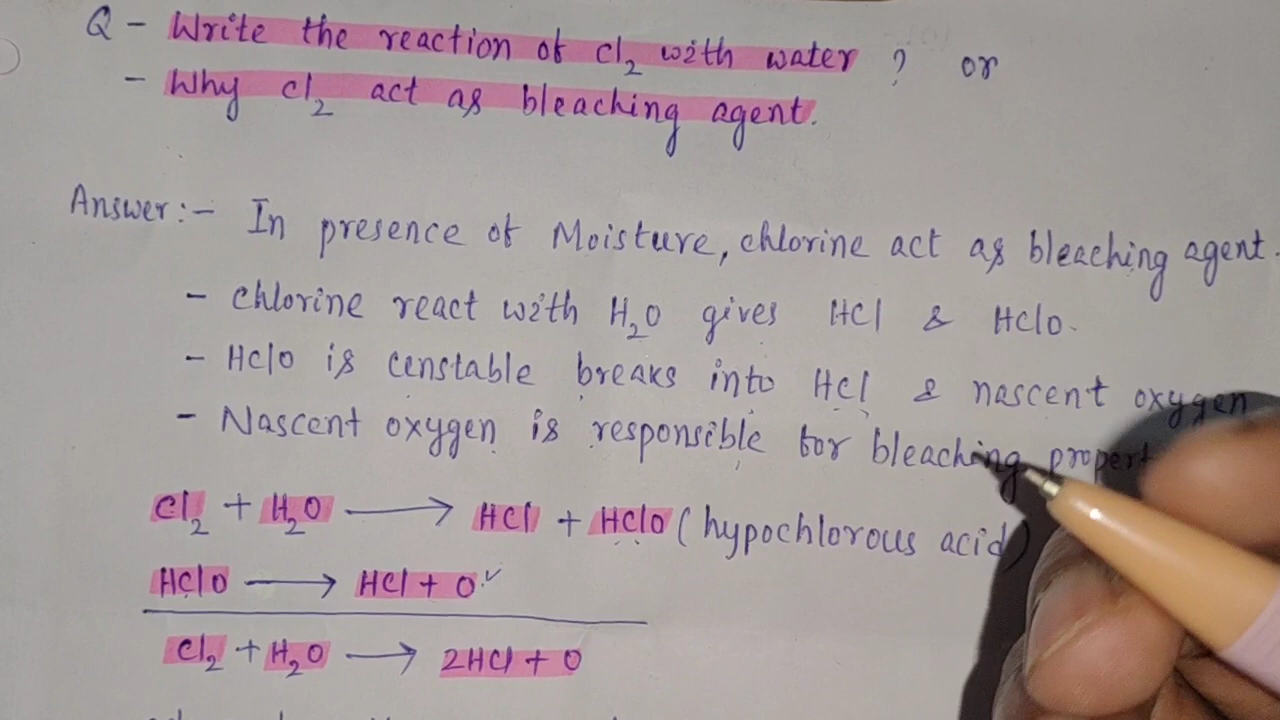 Q - Write the reaction of Cl₂ with water ? or
- Why Cl₂ act as bleaching agent.
Answer :- In presence of Moisture, chlorine act as bleaching agent.
- Chlorine react with H₂O gives HCl & HClO.
- HClO is unstable breaks into HCl & nascent oxygen
- Nascent oxygen is responsible for bleaching propert
Cl₂ + H₂O ⟶ HCl + HClO (hypochlorous acid)
HClO ⟶ HCl + O ✓
Cl₂ + H₂O ⟶ 2HCl + O